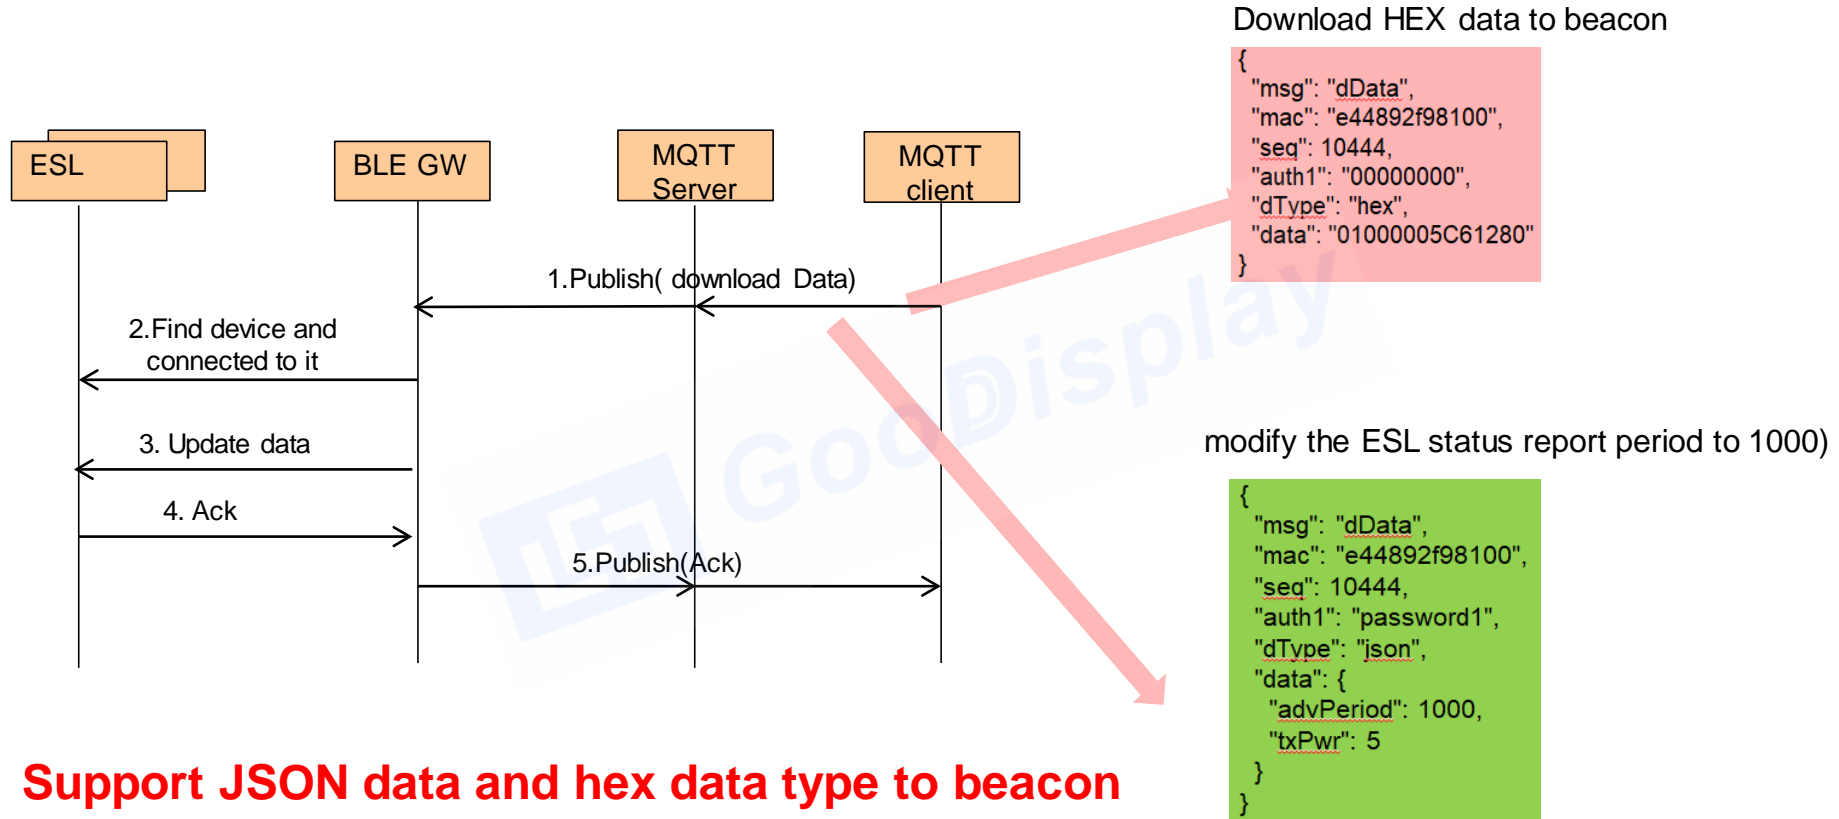 Download HEX data to beacon
{
"msg": "dData",
"mac": "e44892f98100",
"seq": 10444,
"auth1": "00000000",
"dType": "hex",
"data": "01000005C61280"
}
ESL
BLE GW
MQTT
Server
MQTT
client
1.Publish( download Data)
2.Find device and
connected to it
3. Update data
4. Ack
5.Publish(Ack)
GooDisplay
modify the ESL status report period to 1000)
{
"msg": "dData",
"mac": "e44892f98100",
"seq": 10444,
"auth1": "password1",
"dType": "json",
"data": {
"advPeriod": 1000,
"txPwr": 5
}
}
Support JSON data and hex data type to beacon